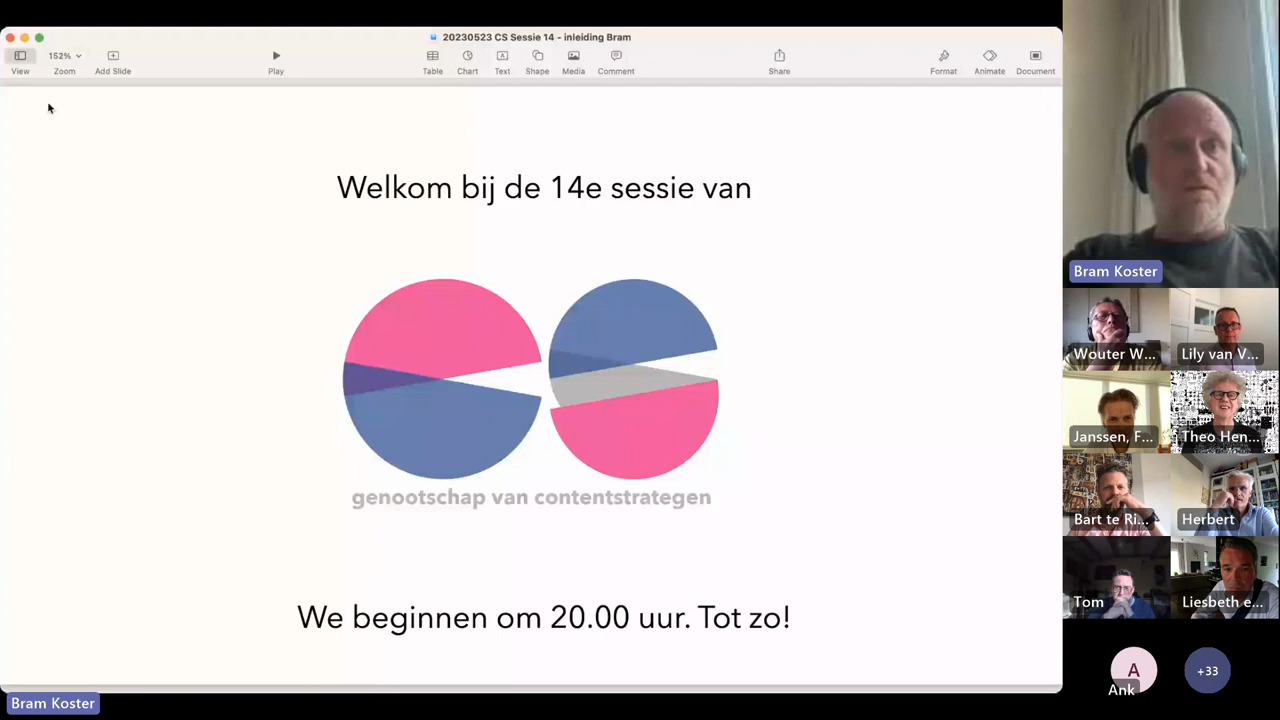 20230523 CS Sessie 14 - inleiding Bram
152%
View
Zoom
Add Slide
Play
Table
Chart
Text
Shape
Media
Comment
Share
Format
Animate
Document
Welkom bij de 14e sessie van
genootschap van contentstrategen
We beginnen om 20.00 uur. Tot zo!
Bram Koster
Bram Koster
Wouter W...
Lily van V...
Janssen, F...
Theo Hen...
Bart te Ri...
Herbert
Tom
Liesbeth e...
A
Ank
+33